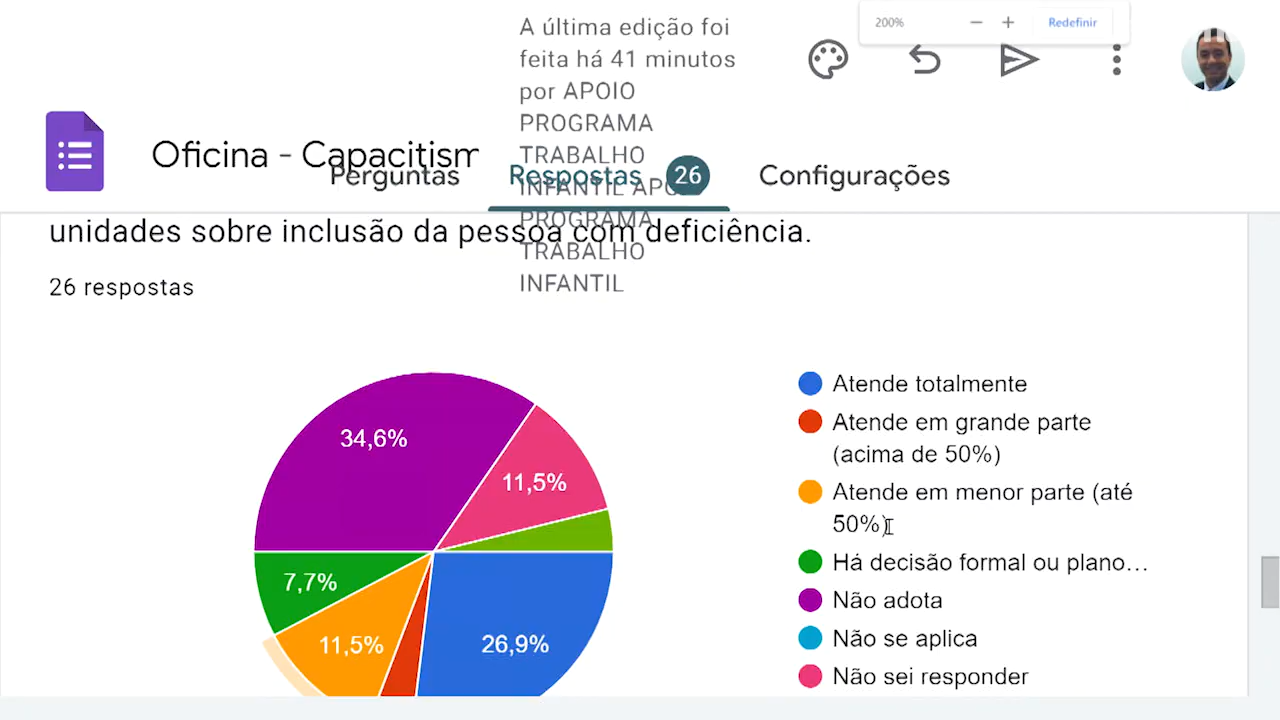 200%
Redefinir
A última edição foi
feita há 41 minutos
por APOIO
PROGRAMA
TRABALHO
INFANTIL APOIO
PROGRAMA
TRABALHO
INFANTIL
Oficina - Capacitism
Perguntas
Respostas
26
Configurações
unidades sobre inclusão da pessoa com deficiência.
26 respostas
34,6%
11,5%
7,7%
11,5%
26,9%
Atende totalmente
Atende em grande parte
(acima de 50%)
Atende em menor parte (até
50%)
Há decisão formal ou plano…
Não adota
Não se aplica
Não sei responder